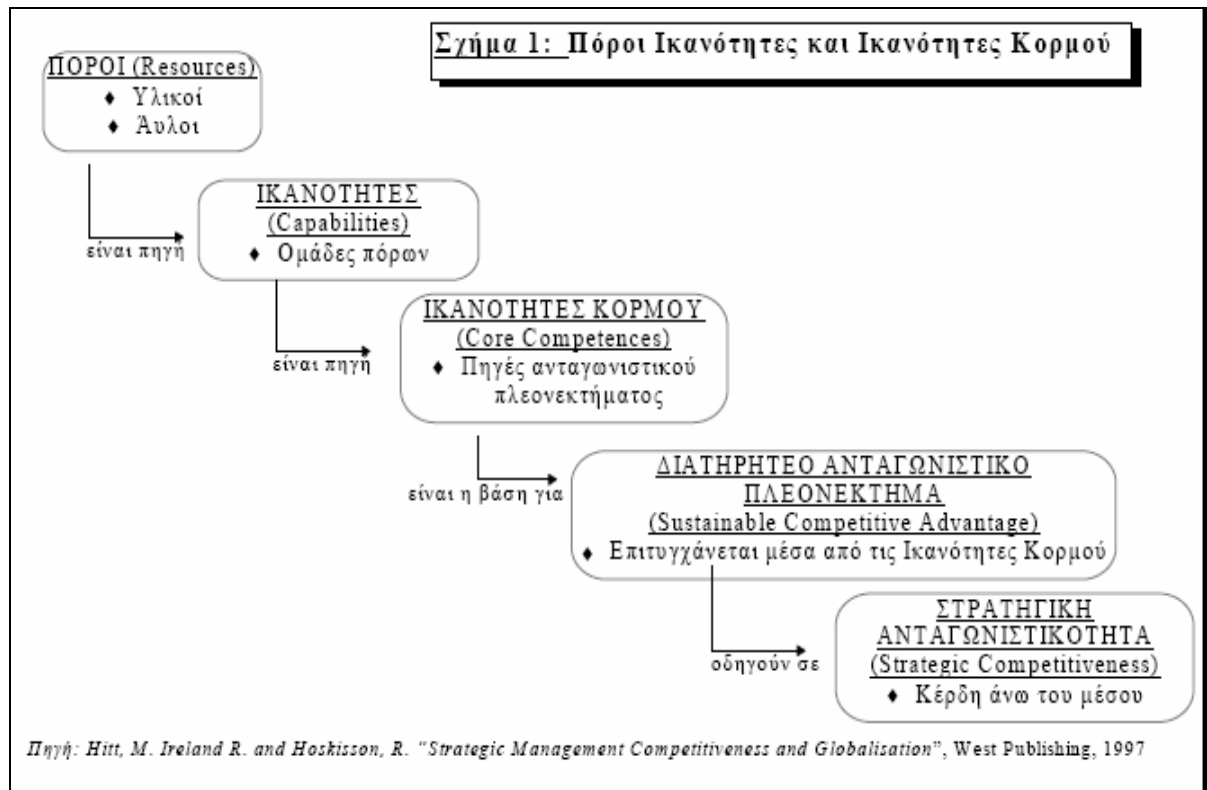 Σχήμα 1: Πόροι Ικανότητες και Ικανότητες Κορμού
ΠΟΡΟΙ (Resources)
♦ Υλικοί
♦ Άυλοι
είναι πηγή
ΙΚΑΝΟΤΗΤΕΣ
(Capabilities)
♦ Ομάδες πόρων
είναι πηγή
ΙΚΑΝΟΤΗΤΕΣ ΚΟΡΜΟΥ
(Core Competences)
♦ Πηγές ανταγωνιστικού
πλεονεκτήματος
είναι η βάση για
ΔΙΑΤΗΡΗΤΕΟ ΑΝΤΑΓΩΝΙΣΤΙΚΟ
ΠΛΕΟΝΕΚΤΗΜΑ
(Sustainable Competitive Advantage)
♦ Επιτυγχάνεται μέσα από τις Ικανότητες Κορμού
οδηγούν σε
ΣΤΡΑΤΗΓΙΚΗ
ΑΝΤΑΓΩΝΙΣΤΙΚΟΤΗΤΑ
(Strategic Competitiveness)
♦ Κέρδη άνω του μέσου
Πηγή: Hitt, M. Ireland R. and Hoskisson, R. “Strategic Management Competitiveness and Globalisation”, West Publishing, 1997